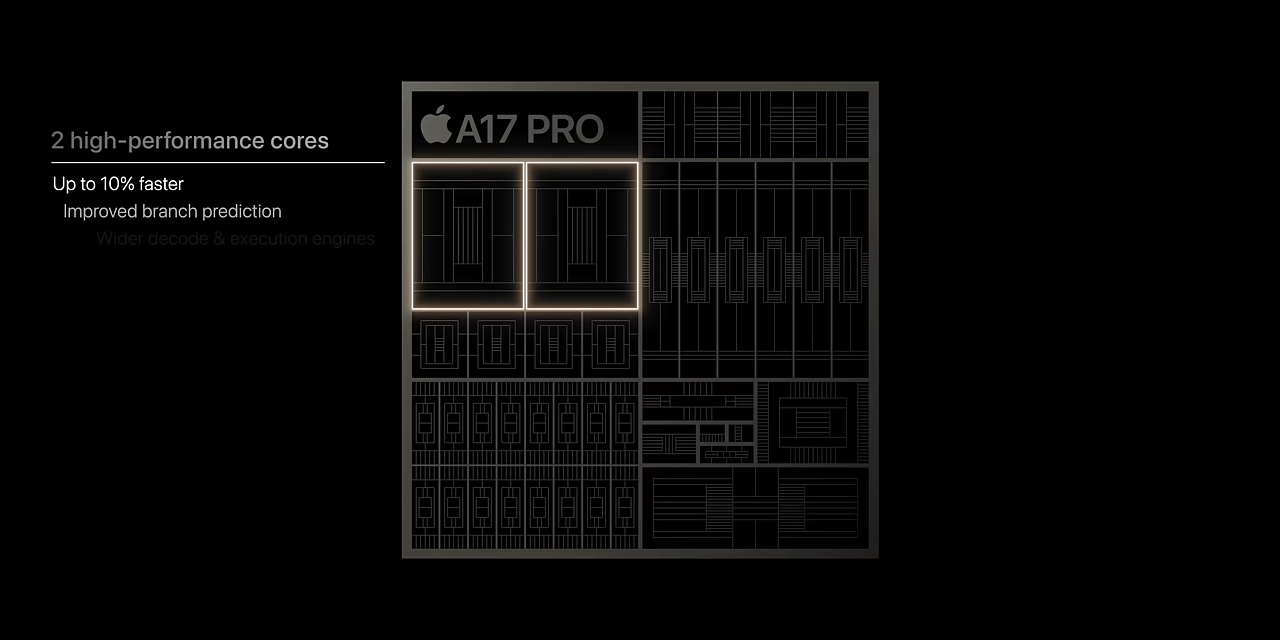 2 high-performance cores
Up to 10% faster
Improved branch prediction
Wider decode & execution engines
A17 PRO